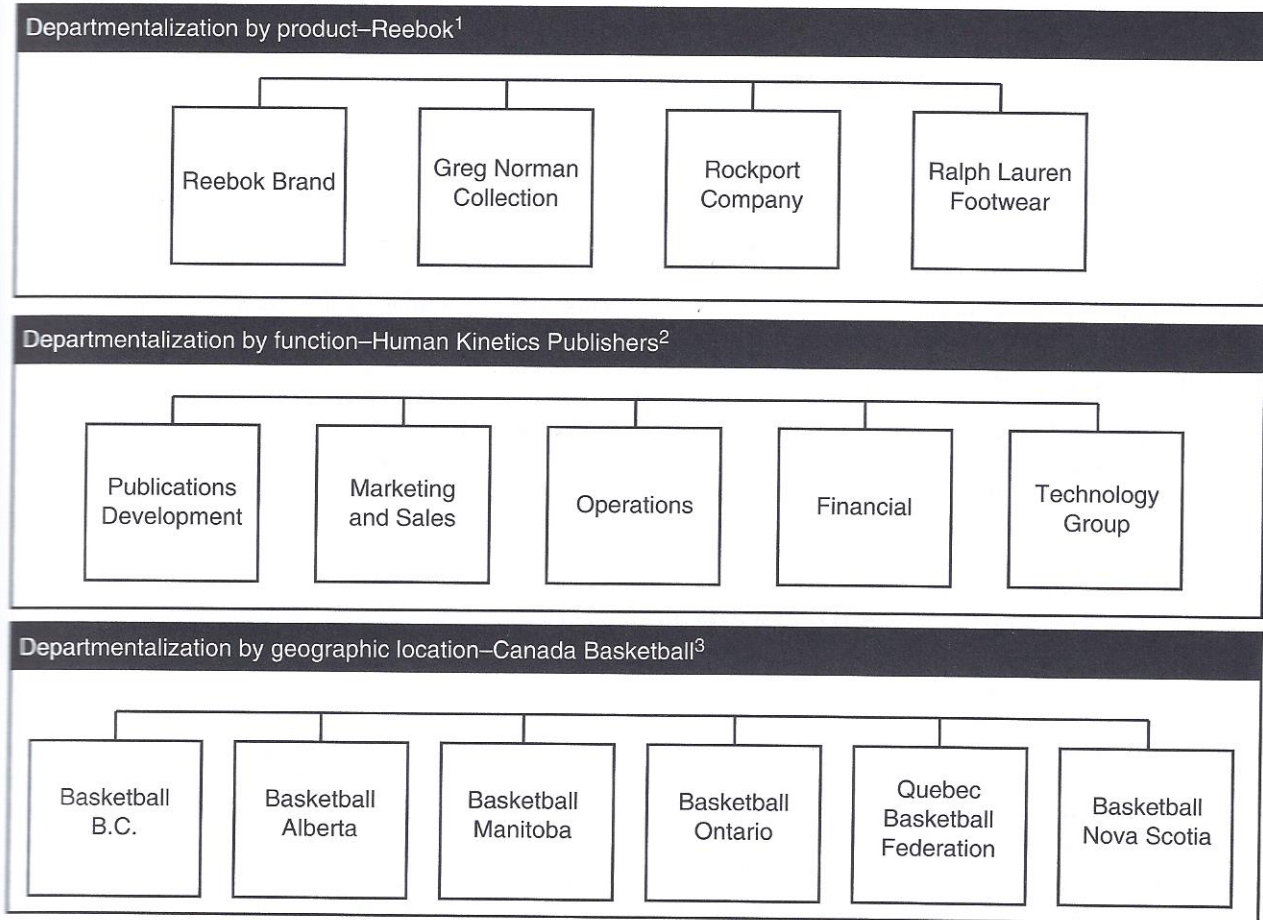 Departmentalization by product–Reebok¹
Reebok Brand
Greg Norman
Collection
Rockport
Company
Ralph Lauren
Footwear
Departmentalization by function–Human Kinetics Publishers²
Publications
Development
Marketing
and Sales
Operations
Financial
Technology
Group
Departmentalization by geographic location–Canada Basketball³
Basketball
B.C.
Basketball
Alberta
Basketball
Manitoba
Basketball
Ontario
Quebec
Basketball
Federation
Basketball
Nova Scotia